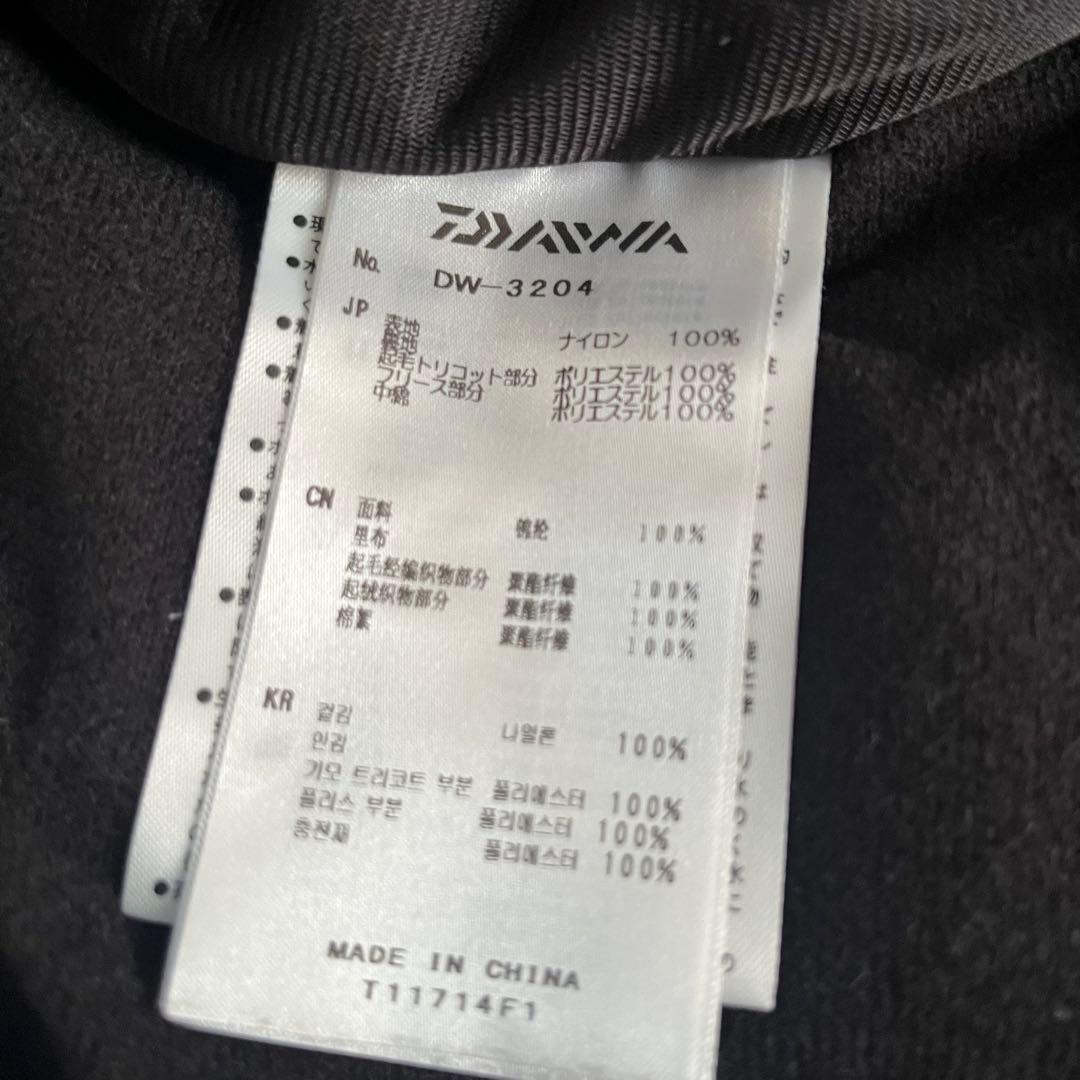 DAIWA
No. DW-3204
JP
表地 ナイロン 100%
裏地
起毛トリコット部分 ポリエステル100%
フリース部分 ポリエステル100%
中綿 ポリエステル100%
CN
面料 锦纶 100%
里布
起毛经编织物部分 聚酯纤维 100%
起绒织物部分 聚酯纤维 100%
棉絮 聚酯纤维 100%
KR
겉감 나일론 100%
안감
기모 트리코트 부분 폴리에스터 100%
플리스 부분 폴리에스터 100%
충전재 폴리에스터 100%
MADE IN CHINA
T11714F1